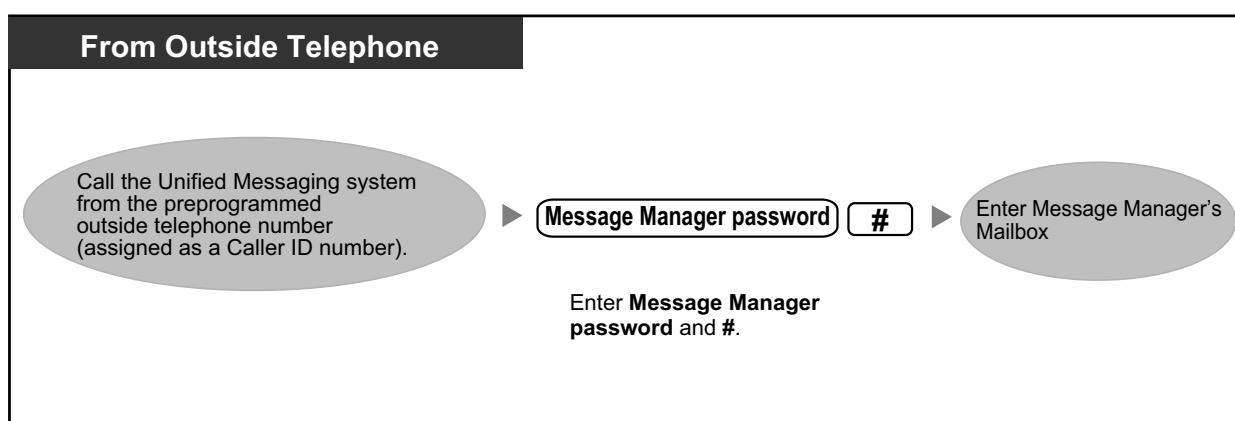 From Outside Telephone
Call the Unified Messaging system
from the preprogrammed
outside telephone number
(assigned as a Caller ID number).
Message Manager password #
Enter Message Manager
password and #.
Enter Message Manager’s
Mailbox